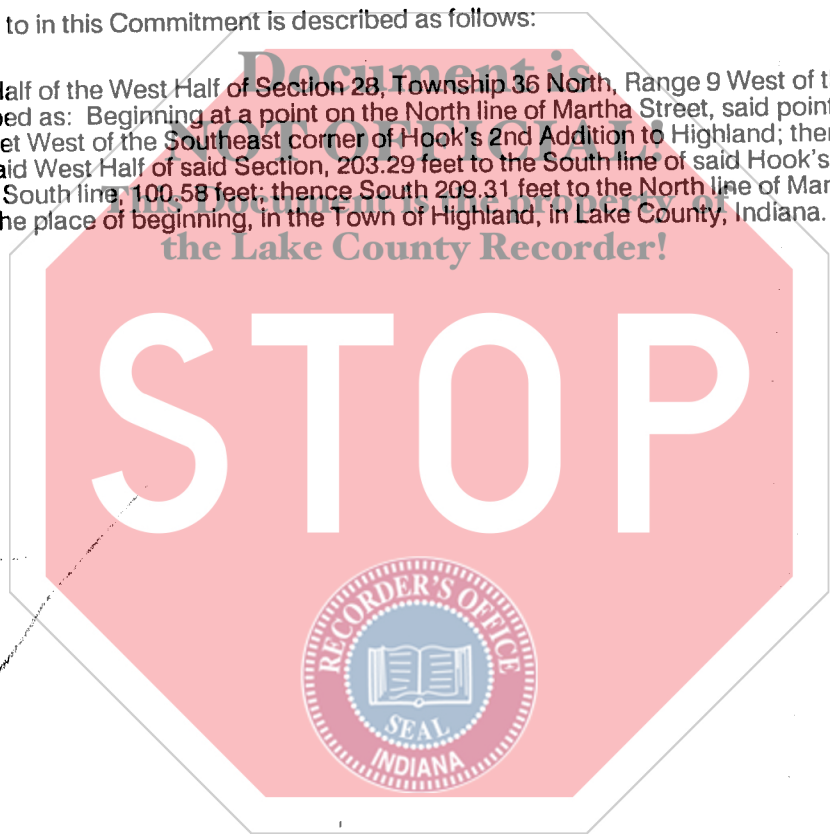 to in this Commitment is described as follows:
Document is
Half of the West Half of Section 28, Township 36 North, Range 9 West of t
ed as: Beginning at a point on the North line of Martha Street, said point
NOT OFFICIAL!
et West of the Southeast corner of Hook's 2nd Addition to Highland; then
aid West Half of said Section, 203.29 feet to the South line of said Hook's
South line, 100.58 feet; thence South 209.31 feet to the North line of Mar
This Document is the property of
he place of beginning, in the Town of Highland, in Lake County, Indiana.
the Lake County Recorder!
STOP
RECORDER'S OFFICE
SEAL
INDIANA